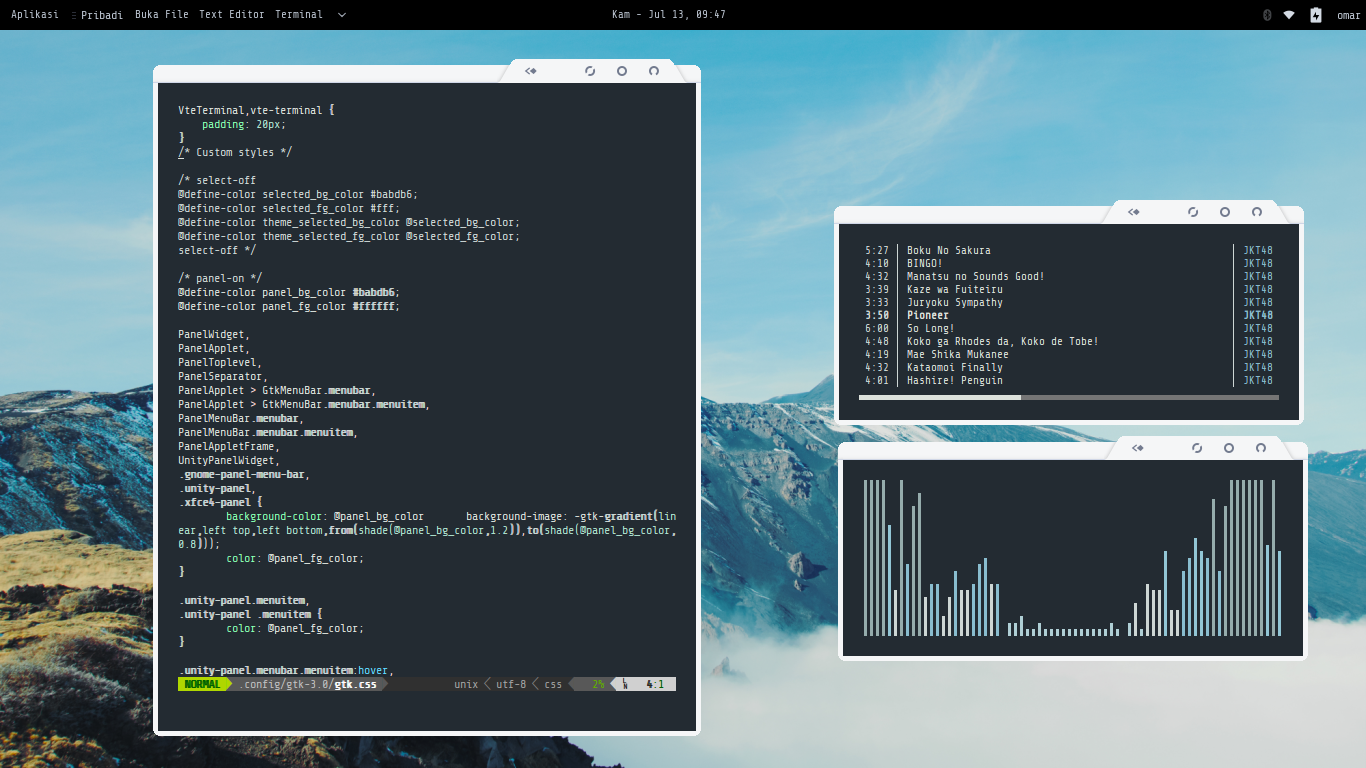 Aplikasi Pribadi Buka File Text Editor Terminal
Kam - Jul 13, 09:47
omar
VteTerminal,vte-terminal {
padding: 20px;
}
/* Custom styles */
/* select-off
@define-color selected_bg_color #babdb6;
@define-color selected_fg_color #fff;
@define-color theme_selected_bg_color @selected_bg_color;
@define-color theme_selected_fg_color @selected_fg_color;
select-off */
/* panel-on */
@define-color panel_bg_color #babdb6;
@define-color panel_fg_color #ffffff;
PanelWidget,
PanelApplet,
PanelToplevel,
PanelSeparator,
PanelApplet > GtkMenuBar.menubar,
PanelApplet > GtkMenuBar.menubar.menuitem,
PanelMenuBar.menubar,
PanelMenuBar.menubar.menuitem,
PanelAppletFrame,
UnityPanelWidget,
.gnome-panel-menu-bar,
.unity-panel,
.xfce4-panel {
background-color: @panel_bg_color background-image: -gtk-gradient(lin
ear,left top,left bottom,from(shade(@panel_bg_color,1.2)),to(shade(@panel_bg_color,
0.8)));
color: @panel_fg_color;
}
.unity-panel.menuitem,
.unity-panel .menuitem {
color: @panel_fg_color;
}
.unity-panel.menubar.menuitem:hover,
NORMAL .config/gtk-3.0/gtk.css unix utf-8 css 2% 4:1
5:27 Boku No Sakura JKT48
4:10 BINGO! JKT48
4:32 Manatsu no Sounds Good! JKT48
3:39 Kaze wa Fuiteiru JKT48
3:33 Juryoku Sympathy JKT48
3:50 Pioneer JKT48
6:00 So Long! JKT48
4:48 Koko ga Rhodes da, Koko de Tobe! JKT48
4:19 Mae Shika Mukanee JKT48
4:32 Kataomoi Finally JKT48
4:01 Hashire! Penguin JKT48